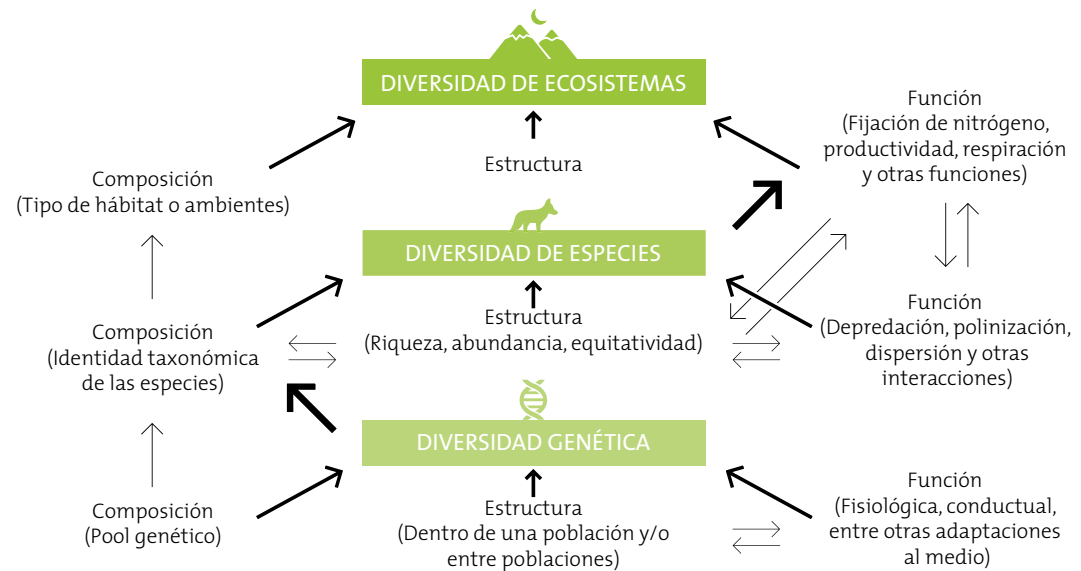 DIVERSIDAD DE ECOSISTEMAS
Función
(Fijación de nitrógeno,
productividad, respiración
y otras funciones)
Estructura
Composición
(Tipo de hábitat o ambientes)
DIVERSIDAD DE ESPECIES
Composición
(Identidad taxonómica
de las especies)
Estructura
(Riqueza, abundancia, equitatividad)
Función
(Depredación, polinización,
dispersión y otras
interacciones)
DIVERSIDAD GENÉTICA
Composición
(Pool genético)
Estructura
(Dentro de una población y/o
entre poblaciones)
Función
(Fisiológica, conductual,
entre otras adaptaciones
al medio)